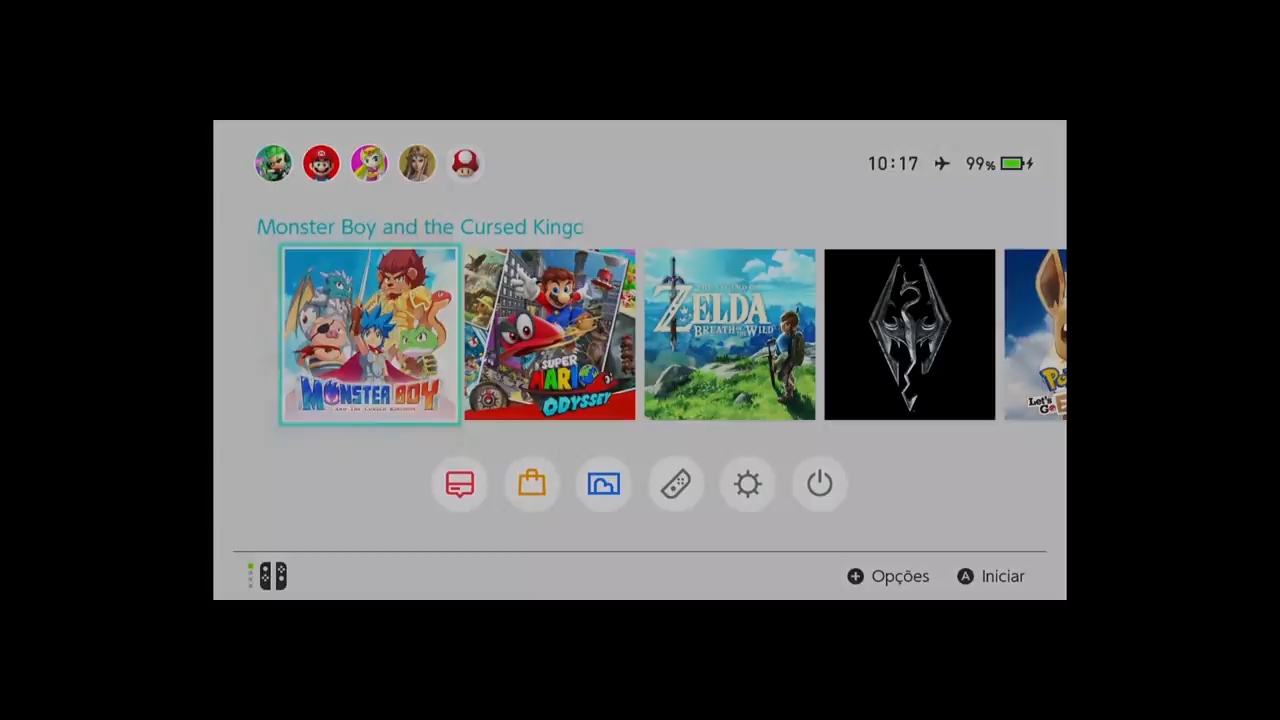 10:17 99%
Monster Boy and the Cursed Kingc
MONSTER BOY
AND THE CURSED KINGDOM
SUPER
MARIO
ODYSSEY
THE LEGEND OF
ZELDA
BREATH OF THE WILD
Let's
Go
+ Opções A Iniciar